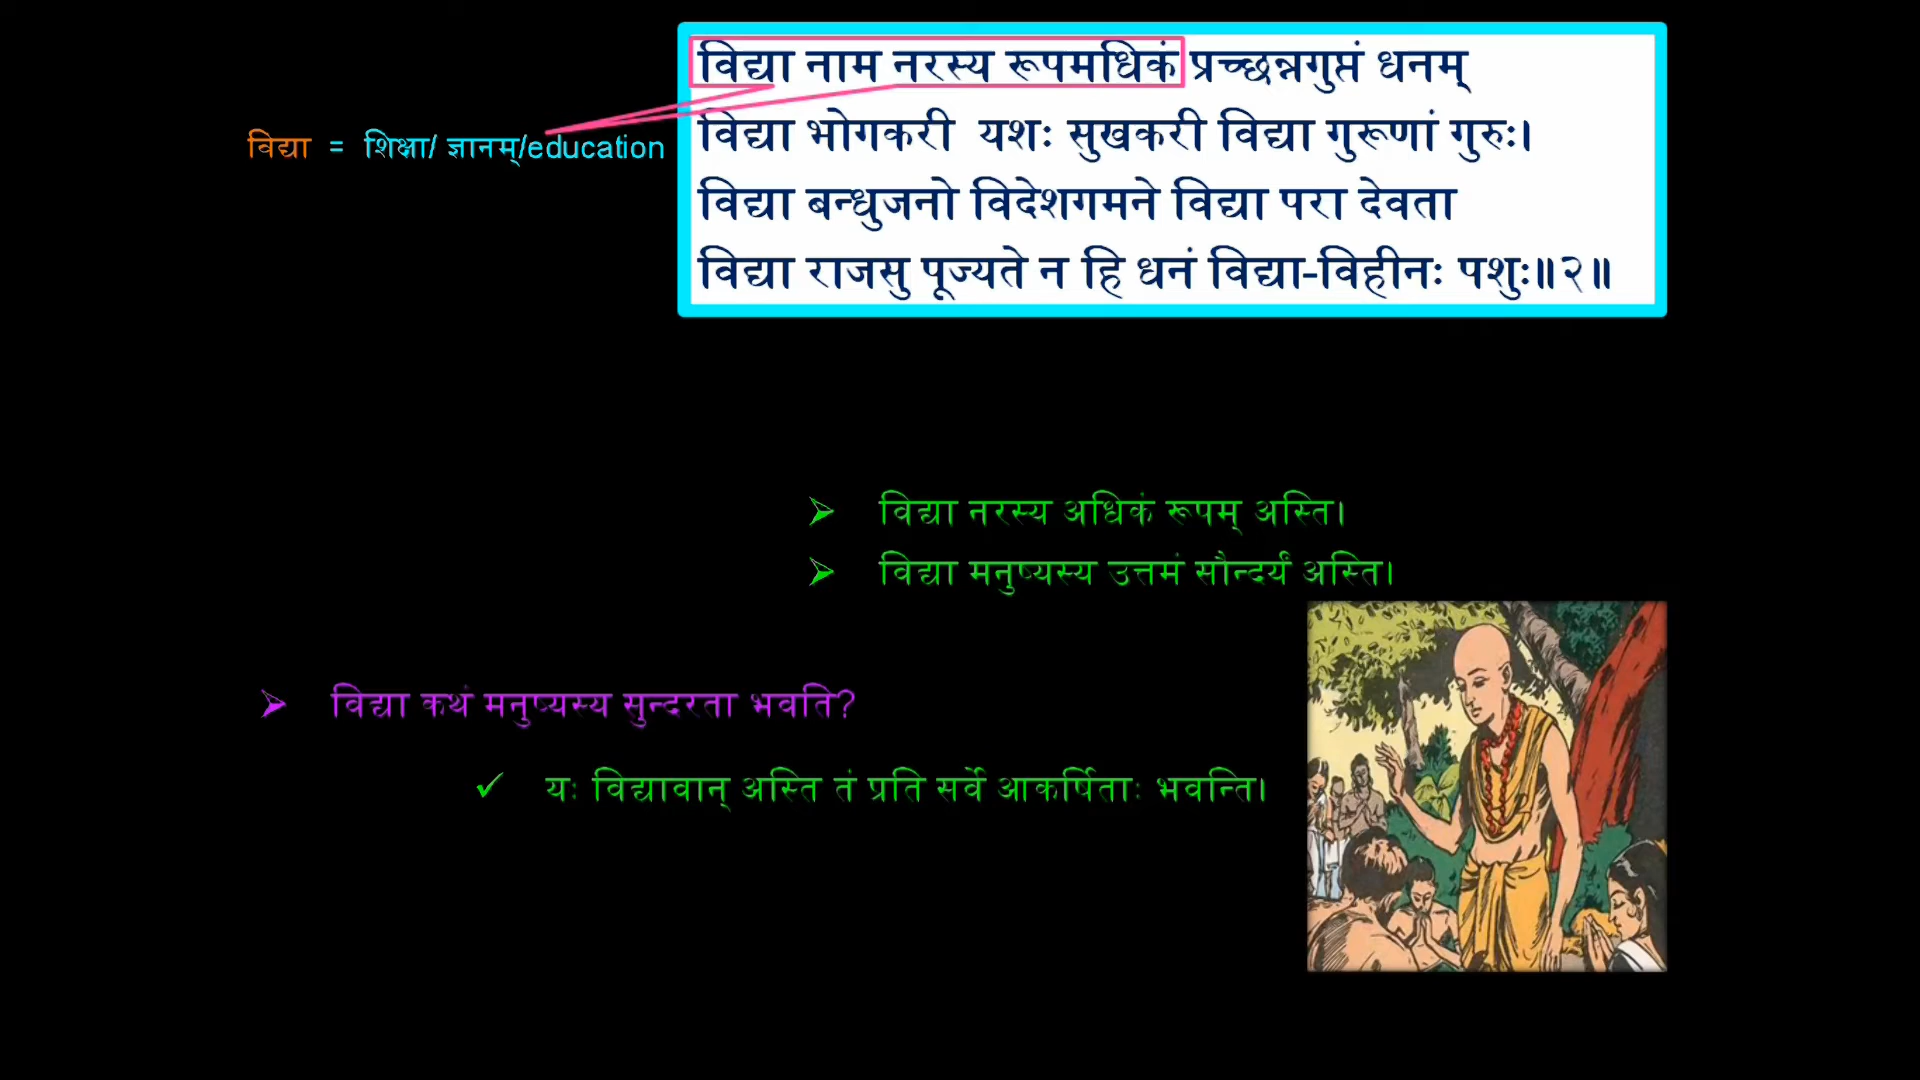 विद्या नाम नरस्य रूपमधिकं प्रच्छन्नगुप्तं धनम्
विद्या भोगकरी यशः सुखकरी विद्या गुरूणां गुरुः।
विद्या बन्धुजनो विदेशगमने विद्या परा देवता
विद्या राजसु पूज्यते न हि धनं विद्या-विहीनः पशुः॥२॥
विद्या = शिक्षा/ ज्ञानम्/education
विद्या नरस्य अधिकं रूपम् अस्ति।
विद्या मनुष्यस्य उत्तमं सौन्दर्यं अस्ति।
विद्या कथं मनुष्यस्य सुन्दरता भवति?
यः विद्यावान् अस्ति तं प्रति सर्वे आकर्षिताः भवन्ति।